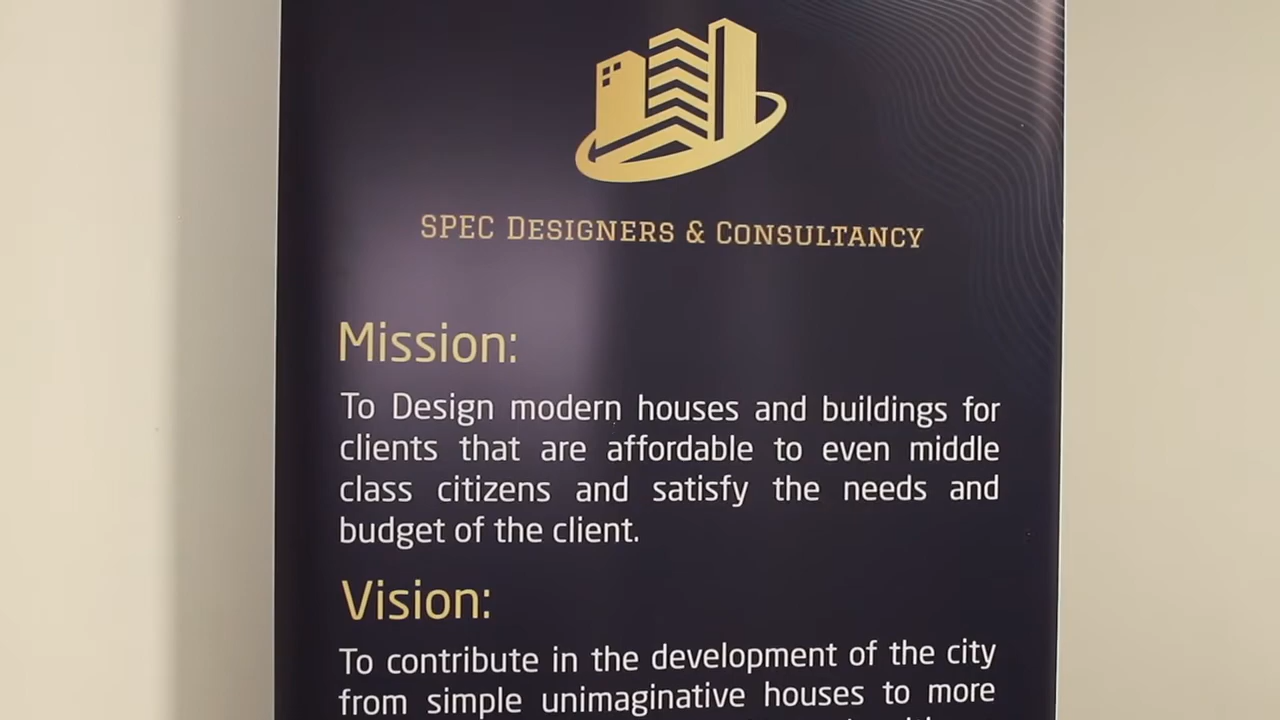 SPEC DESIGNERS & CONSULTANCY
Mission:
To Design modern houses and buildings for
clients that are affordable to even middle
class citizens and satisfy the needs and
budget of the client.
Vision:
To contribute in the development of the city
from simple unimaginative houses to more